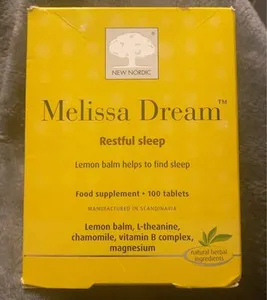 NEW NORDIC ®
Melissa Dream™
Restful sleep
Lemon balm helps to find sleep
Food supplement • 100 tablets
MANUFACTURED IN SCANDINAVIA
Lemon balm, L-theanine,
chamomile, vitamin B complex,
magnesium
natural herbal
ingredients